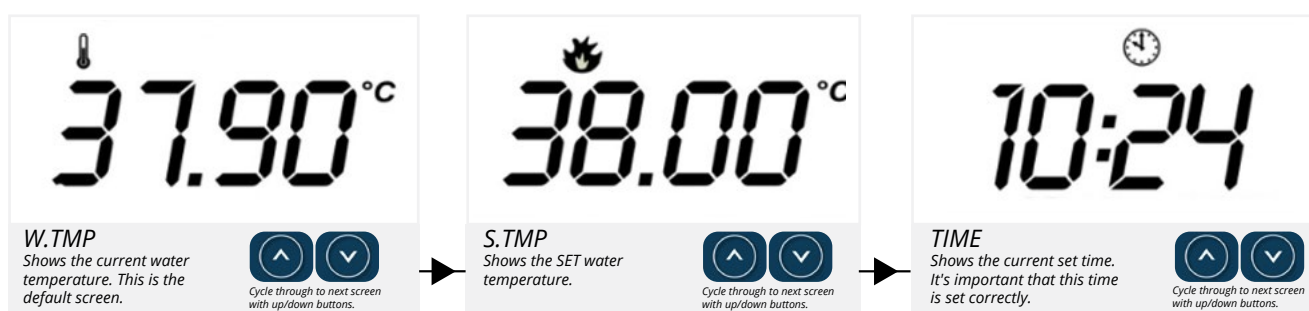 37.90°C
W.TMP
Shows the current water
temperature. This is the
default screen.
Cycle through to next screen
with up/down buttons.
38.00°C
S.TMP
Shows the SET water
temperature.
Cycle through to next screen
with up/down buttons.
10:24
TIME
Shows the current set time.
It's important that this time
is set correctly.
Cycle through to next screen
with up/down buttons.